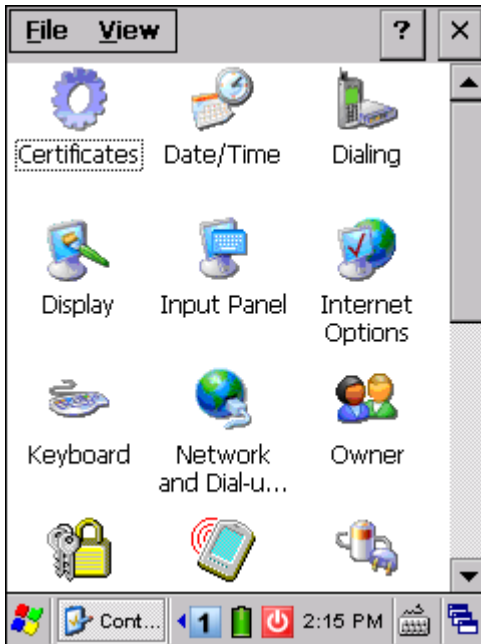 File View ? ×
Certificates Date/Time Dialing
Display Input Panel Internet
Options
Keyboard Network Owner
and Dial-u...
Cont... 1 2:15 PM